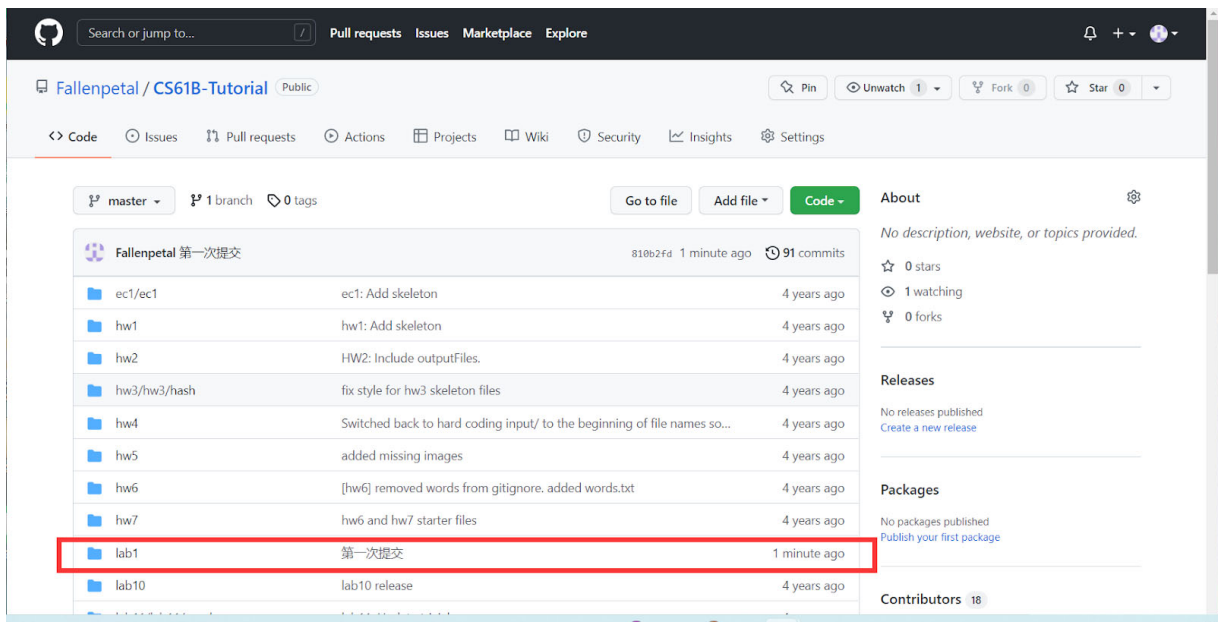 Search or jump to... / Pull requests Issues Marketplace Explore
Fallenpetal / CS61B-Tutorial Public Pin Unwatch 1 Fork 0 Star 0
Code Issues Pull requests Actions Projects Wiki Security Insights Settings
master 1 branch 0 tags Go to file Add file Code
Fallenpetal 第一次提交 810b2fd 1 minute ago 91 commits
ec1/ec1 ec1: Add skeleton 4 years ago
hw1 hw1: Add skeleton 4 years ago
hw2 HW2: Include outputFiles. 4 years ago
hw3/hw3/hash fix style for hw3 skeleton files 4 years ago
hw4 Switched back to hard coding input/ to the beginning of file names so... 4 years ago
hw5 added missing images 4 years ago
hw6 [hw6] removed words from gitignore. added words.txt 4 years ago
hw7 hw6 and hw7 starter files 4 years ago
lab1 第一次提交 1 minute ago
lab10 lab10 release 4 years ago
About
No description, website, or topics provided.
0 stars
1 watching
0 forks
Releases
No releases published
Create a new release
Packages
No packages published
Publish your first package
Contributors 18